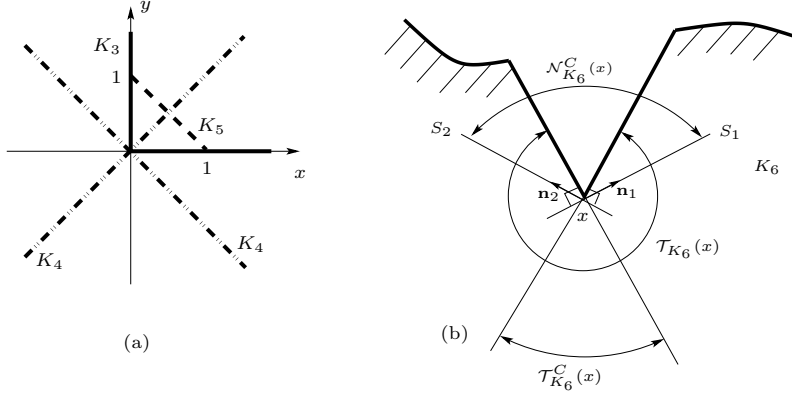 y
K₃
1
K₅
1
x
K₄
K₄
(a)
𝒩^C_{K₆}(x)
S₂
S₁
K₆
n₂
n₁
x
𝒯_{K₆}(x)
(b)
𝒯^C_{K₆}(x)